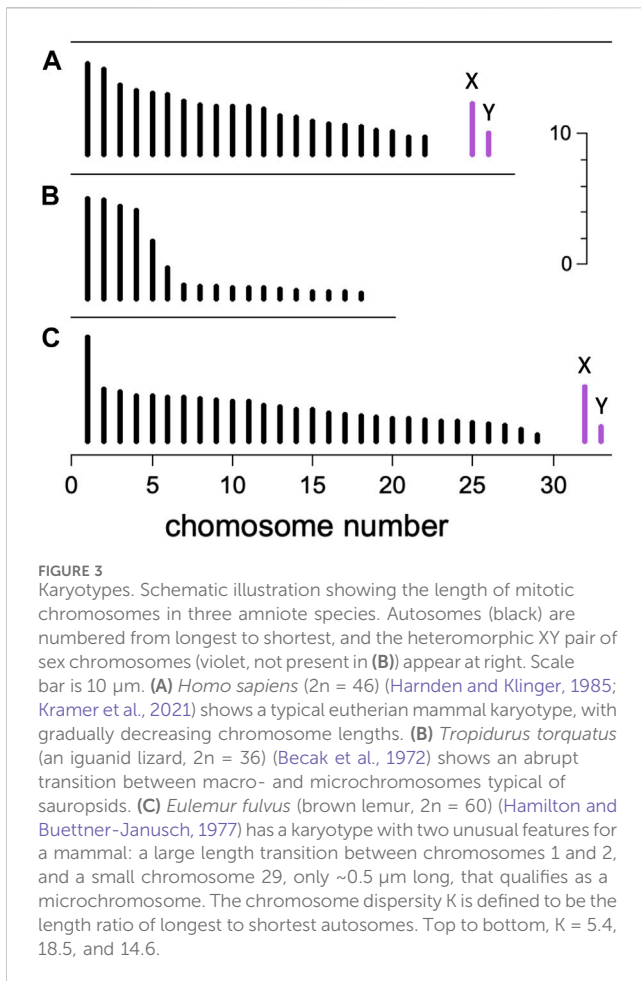 A
X
Y
10
B
0
C
X
Y
0 5 10 15 20 25 30
chomosome number
FIGURE 3
Karyotypes. Schematic illustration showing the length of mitotic
chromosomes in three amniote species. Autosomes (black) are
numbered from longest to shortest, and the heteromorphic XY pair of
sex chromosomes (violet, not present in (B)) appear at right. Scale
bar is 10 μm. (A) Homo sapiens (2n = 46) (Harnden and Klinger, 1985;
Kramer et al., 2021) shows a typical eutherian mammal karyotype, with
gradually decreasing chromosome lengths. (B) Tropidurus torquatus
(an iguanid lizard, 2n = 36) (Becak et al., 1972) shows an abrupt
transition between macro- and microchromosomes typical of
sauropsids. (C) Eulemur fulvus (brown lemur, 2n = 60) (Hamilton and
Buettner-Janusch, 1977) has a karyotype with two unusual features for
a mammal: a large length transition between chromosomes 1 and 2,
and a small chromosome 29, only ~0.5 μm long, that qualifies as a
microchromosome. The chromosome dispersity K is defined to be the
length ratio of longest to shortest autosomes. Top to bottom, K = 5.4,
18.5, and 14.6.